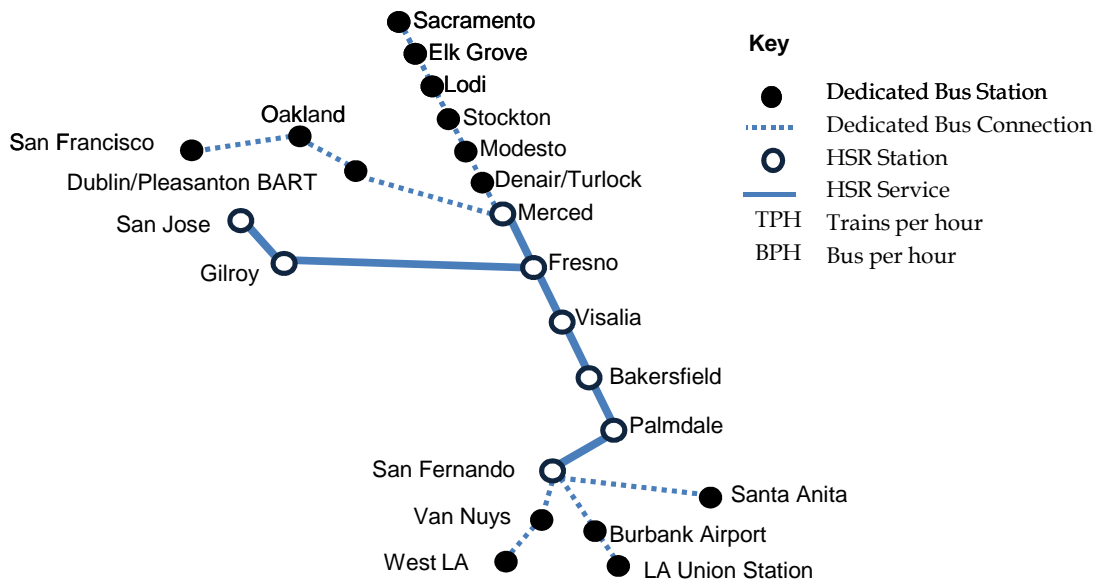 Sacramento
Elk Grove
Lodi
Stockton
Modesto
Denair/Turlock
Oakland
San Francisco
Dublin/Pleasanton BART
Merced
San Jose
Gilroy
Fresno
Visalia
Bakersfield
Palmdale
San Fernando
Santa Anita
Van Nuys
Burbank Airport
West LA
LA Union Station
Key
Dedicated Bus Station
Dedicated Bus Connection
HSR Station
HSR Service
TPH Trains per hour
BPH Bus per hour